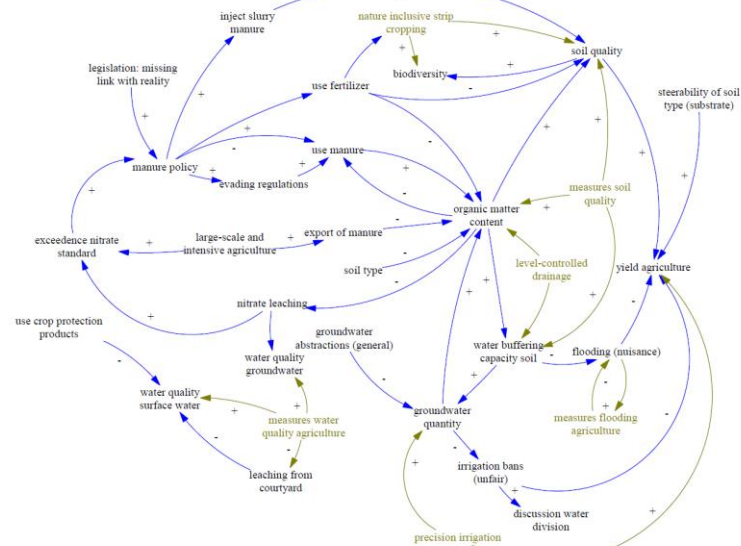 inject slurry
manure
nature inclusive strip
cropping
soil quality
legislation: missing
link with reality
biodiversity
use fertilizer
steerability of soil
type (substrate)
use manure
manure policy
evading regulations
measures soil
quality
organic matter
content
exceedence nitrate
standard
large-scale and
intensive agriculture
export of manure
soil type
level-controlled
drainage
yield agriculture
nitrate leaching
use crop protection
products
groundwater
abstractions (general)
water buffering
capacity soil
flooding (nuisance)
water quality
groundwater
water quality
surface water
measures water
quality agriculture
groundwater
quantity
measures flooding
agriculture
leaching from
courtyard
irrigation bans
(unfair)
discussion water
division
precision irrigation